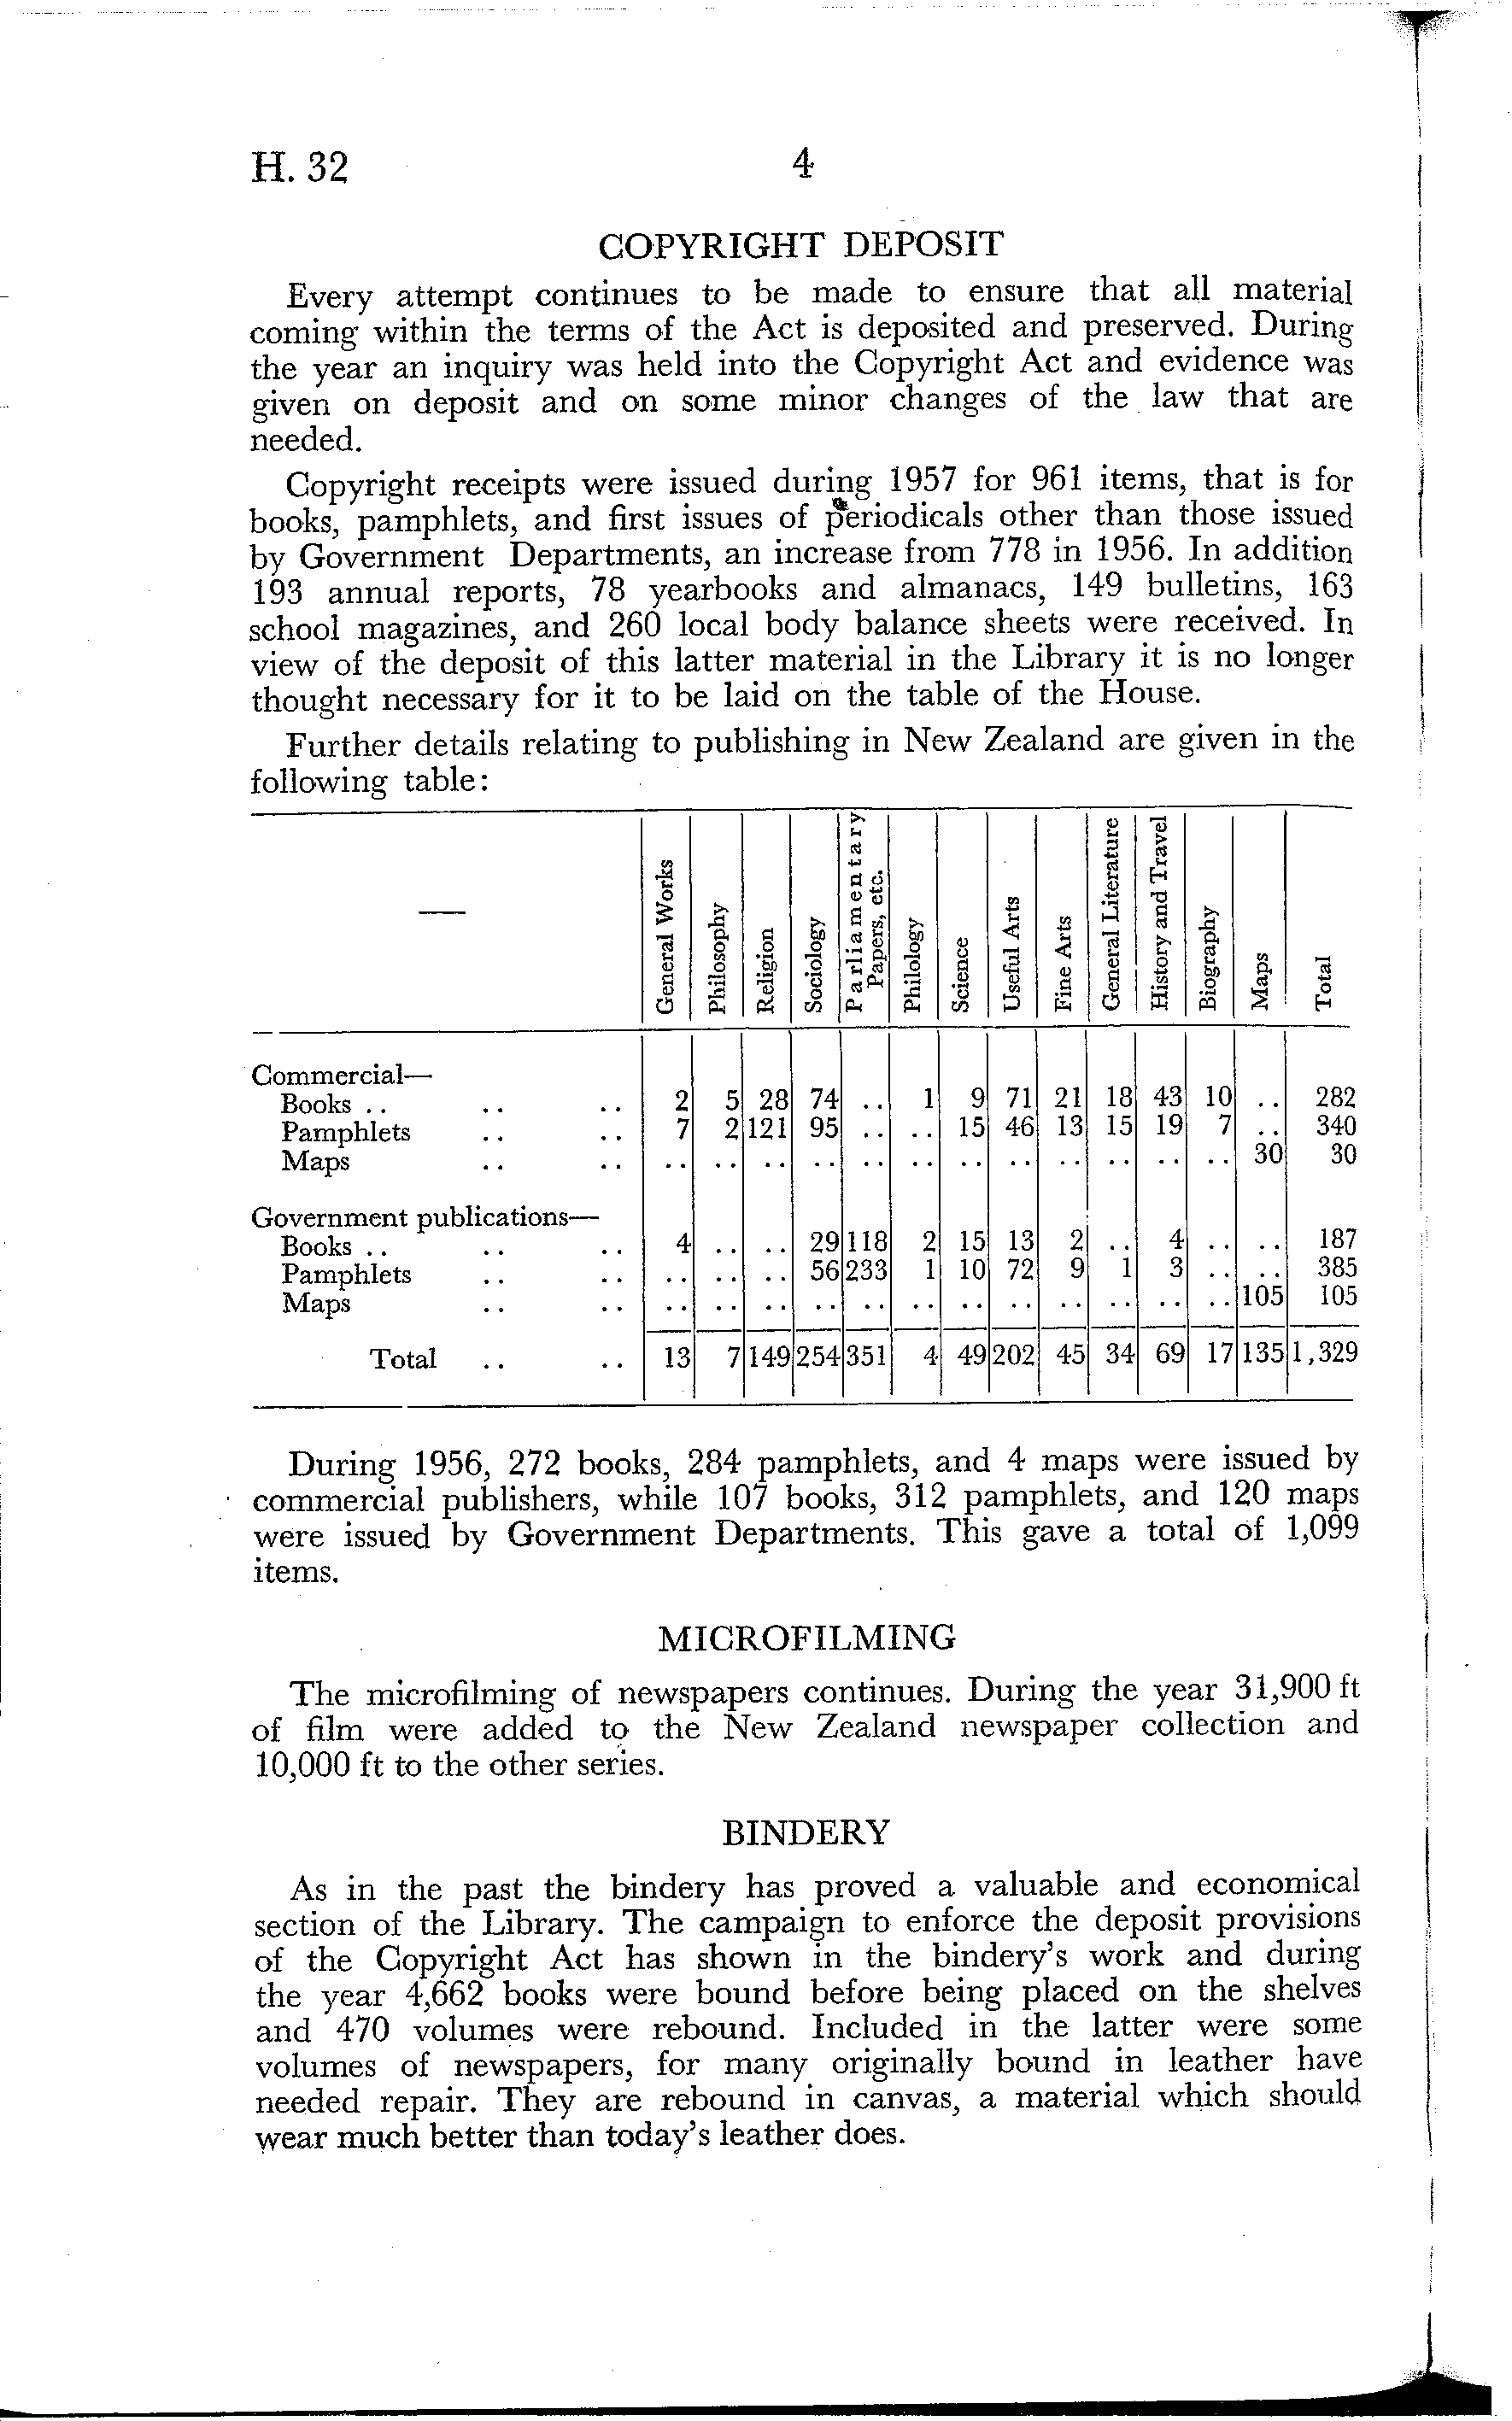 H. 32 4
COPYRIGHT DEPOSIT
Every attempt continues to be made to ensure that all material
coming within the terms of the Act is deposited and preserved. During
the year an inquiry was held into the Copyright Act and evidence was
given on deposit and on some minor changes of the law that are
needed.
Copyright receipts were issued during 1957 for 961 items, that is for
books, pamphlets, and first issues of periodicals other than those issued
by Government Departments, an increase from 778 in 1956. In addition
193 annual reports, 78 yearbooks and almanacs, 149 bulletins, 163
school magazines, and 260 local body balance sheets were received. In
view of the deposit of this latter material in the Library it is no longer
thought necessary for it to be laid on the table of the House.
Further details relating to publishing in New Zealand are given in the
following table:
— General Works Philosophy Religion Sociology Parliamentary Papers, etc. Philology Science Useful Arts Fine Arts General Literature History and Travel Biography Maps Total
Commercial—
Books .. .. .. 2 5 28 74 .. 1 9 71 21 18 43 10 .. 282
Pamphlets .. .. 7 2 121 95 .. .. 15 46 13 15 19 7 .. 340
Maps .. .. .. .. .. .. .. .. .. .. .. .. .. .. 30 30
Government publications—
Books .. .. .. 4 .. .. 29 118 2 15 13 2 .. 4 .. .. 187
Pamphlets .. .. .. .. .. 56 233 1 10 72 9 1 3 .. .. 385
Maps .. .. .. .. .. .. .. .. .. .. .. .. .. .. 105 105
Total .. .. 13 7 149 254 351 4 49 202 45 34 69 17 135 1,329
During 1956, 272 books, 284 pamphlets, and 4 maps were issued by
commercial publishers, while 107 books, 312 pamphlets, and 120 maps
were issued by Government Departments. This gave a total of 1,099
items.
MICROFILMING
The microfilming of newspapers continues. During the year 31,900 ft
of film were added to the New Zealand newspaper collection and
10,000 ft to the other series.
BINDERY
As in the past the bindery has proved a valuable and economical
section of the Library. The campaign to enforce the deposit provisions
of the Copyright Act has shown in the bindery's work and during
the year 4,662 books were bound before being placed on the shelves
and 470 volumes were rebound. Included in the latter were some
volumes of newspapers, for many originally bound in leather have
needed repair. They are rebound in canvas, a material which should
wear much better than today's leather does.